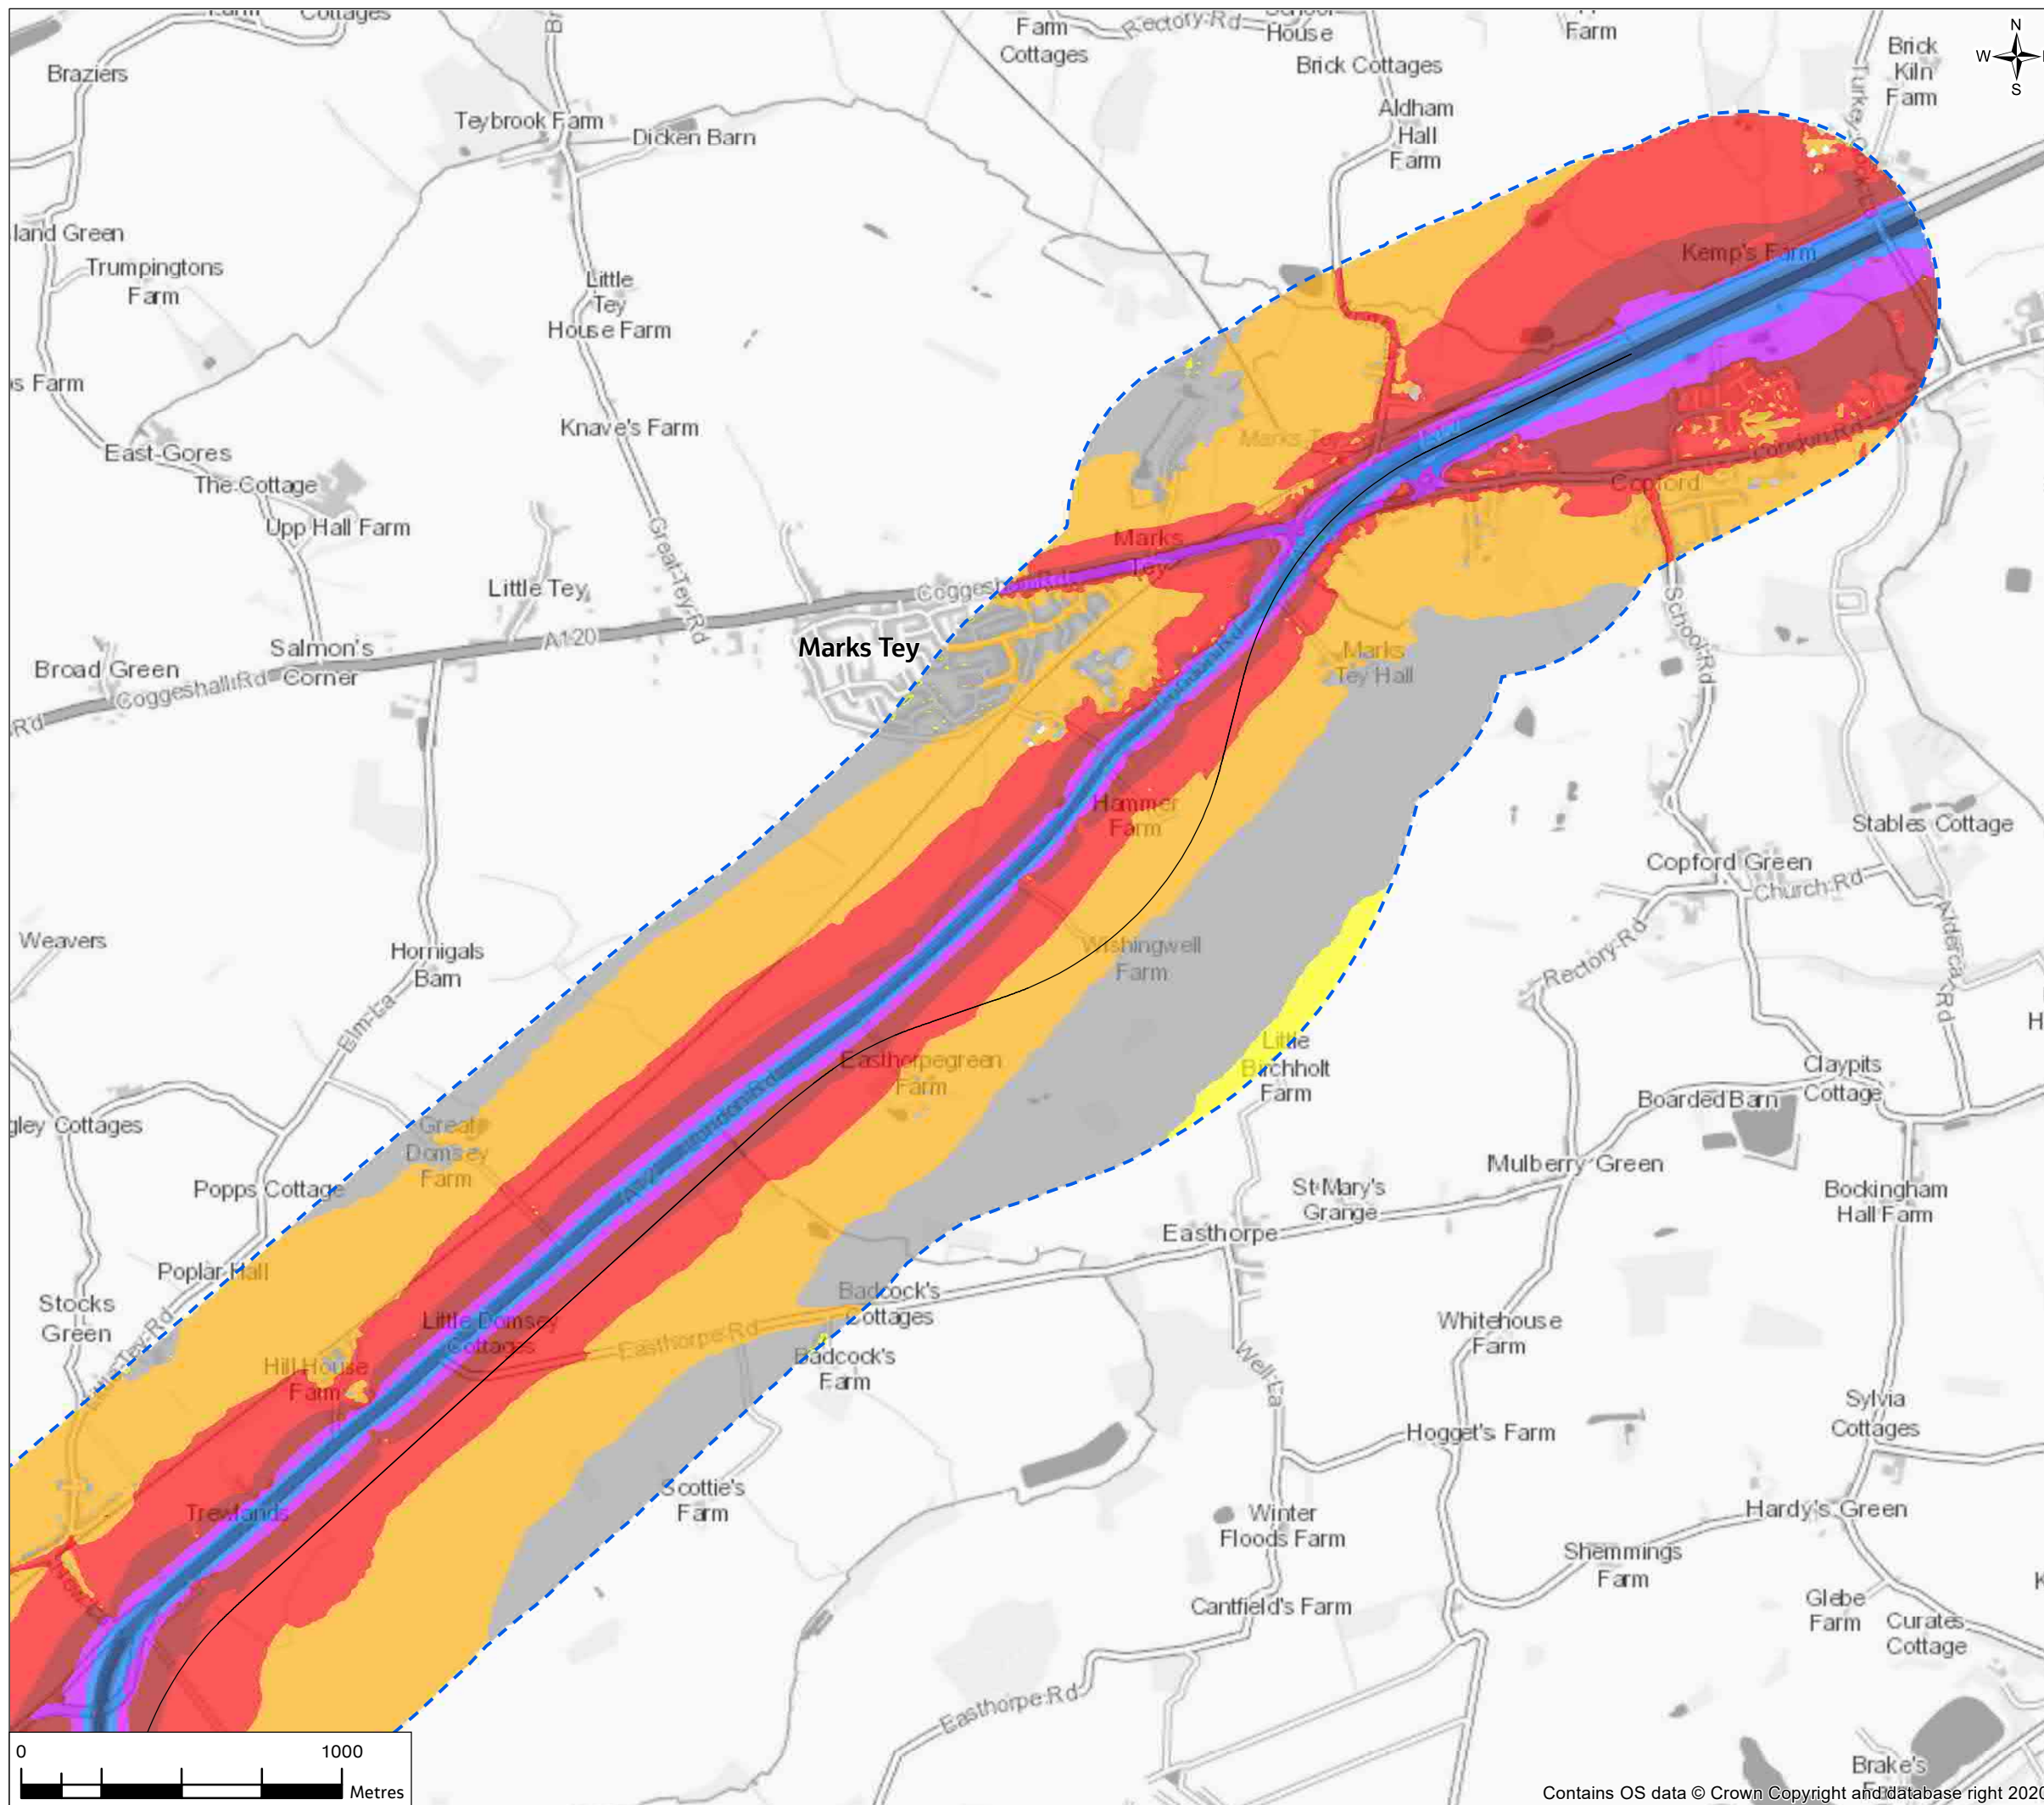 Cottages
Farm
Cottages
Rectory Rd
House
Farm
N
W
S
Brick
Kiln
Farm
Braziers
Brick Cottages
Teybrook Farm
Dicken Barn
Aldham
Hall
Farm
Island Green
Trumpingtons
Farm
Kemp's Farm
Little
Tey
House Farm
s Farm
Knave's Farm
Marks Tey
East Gores
The Cottage
London Rd
Copford
Upp Hall Farm
Great Tey Rd
Marks
Tey
Little Tey
Coggeshall Rd
School Rd
A120
Salmon's
Corner
Marks Tey
Broad Green
Coggeshall Rd
Rd
Marks
Tey Hall
London Rd
Hammer
Farm
Stables Cottage
Copford Green
Church Rd
Weavers
Hornigals
Barn
Wishingwell
Farm
Rectory Rd
Elm La
Little
Birchholt
Farm
Easthorpegreen
Farm
Claypits
Cottage
Boarded Barn
gley Cottages
Great
Domsey
Farm
London Rd
Mulberry Green
Popps Cottage
St Mary's
Grange
Bockingham
Hall Farm
Easthorpe
Poplar Hall
Badcock's
Cottages
Stocks
Green
Little Domsey
Cottages
Easthorpe Rd
Whitehouse
Farm
Hill House
Farm
Badcock's
Farm
Well La
Sylvia
Cottages
Hogget's Farm
Scottie's
Farm
Trewlands
Winter
Floods Farm
Hardy's Green
Shemmings
Farm
Cantfield's Farm
Glebe
Farm
Curates
Cottage
Easthorpe Rd
0 1000
Metres
Brake's
Contains OS data © Crown Copyright and database right 2020